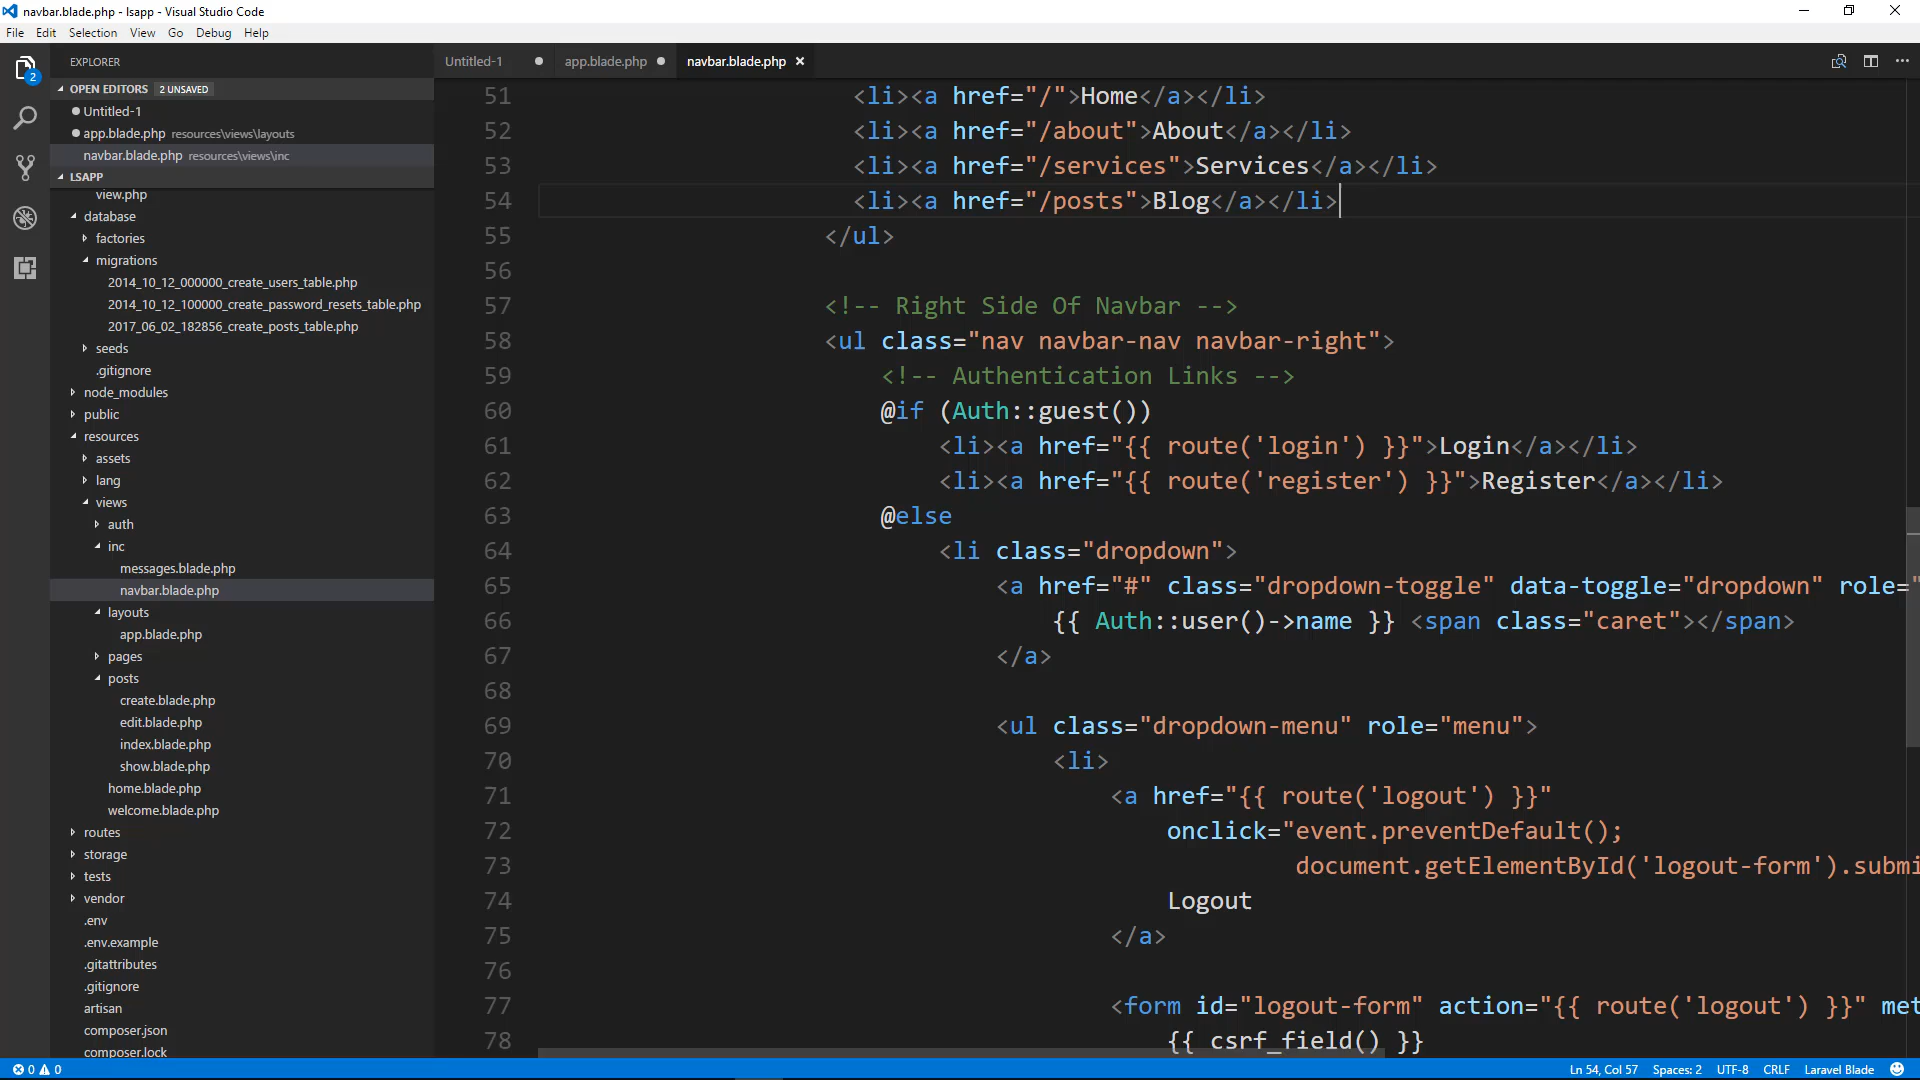 navbar.blade.php - lsapp - Visual Studio Code
File Edit Selection View Go Debug Help
EXPLORER
OPEN EDITORS 2 UNSAVED
Untitled-1
app.blade.php resources\views\layouts
navbar.blade.php resources\views\inc
LSAPP
view.php
database
factories
migrations
2014_10_12_000000_create_users_table.php
2014_10_12_100000_create_password_resets_table.php
2017_06_02_182856_create_posts_table.php
seeds
.gitignore
node_modules
public
resources
assets
lang
views
auth
inc
messages.blade.php
navbar.blade.php
layouts
app.blade.php
pages
posts
create.blade.php
edit.blade.php
index.blade.php
show.blade.php
home.blade.php
welcome.blade.php
routes
storage
tests
vendor
.env
.env.example
.gitattributes
.gitignore
artisan
composer.json
composer.lock
2
Untitled-1 app.blade.php navbar.blade.php
51 <li><a href="/">Home</a></li>
52 <li><a href="/about">About</a></li>
53 <li><a href="/services">Services</a></li>
54 <li><a href="/posts">Blog</a></li>
55 </ul>
56
57 <!-- Right Side Of Navbar -->
58 <ul class="nav navbar-nav navbar-right">
59 <!-- Authentication Links -->
60 @if (Auth::guest())
61 <li><a href="{{ route('login') }}">Login</a></li>
62 <li><a href="{{ route('register') }}">Register</a></li>
63 @else
64 <li class="dropdown">
65 <a href="#" class="dropdown-toggle" data-toggle="dropdown" role="
66 {{ Auth::user()->name }} <span class="caret"></span>
67 </a>
68
69 <ul class="dropdown-menu" role="menu">
70 <li>
71 <a href="{{ route('logout') }}"
72 onclick="event.preventDefault();
73 document.getElementById('logout-form').submi
74 Logout
75 </a>
76
77 <form id="logout-form" action="{{ route('logout') }}" met
78 {{ csrf_field() }}
0 0 Ln 54, Col 57 Spaces: 2 UTF-8 CRLF Laravel Blade